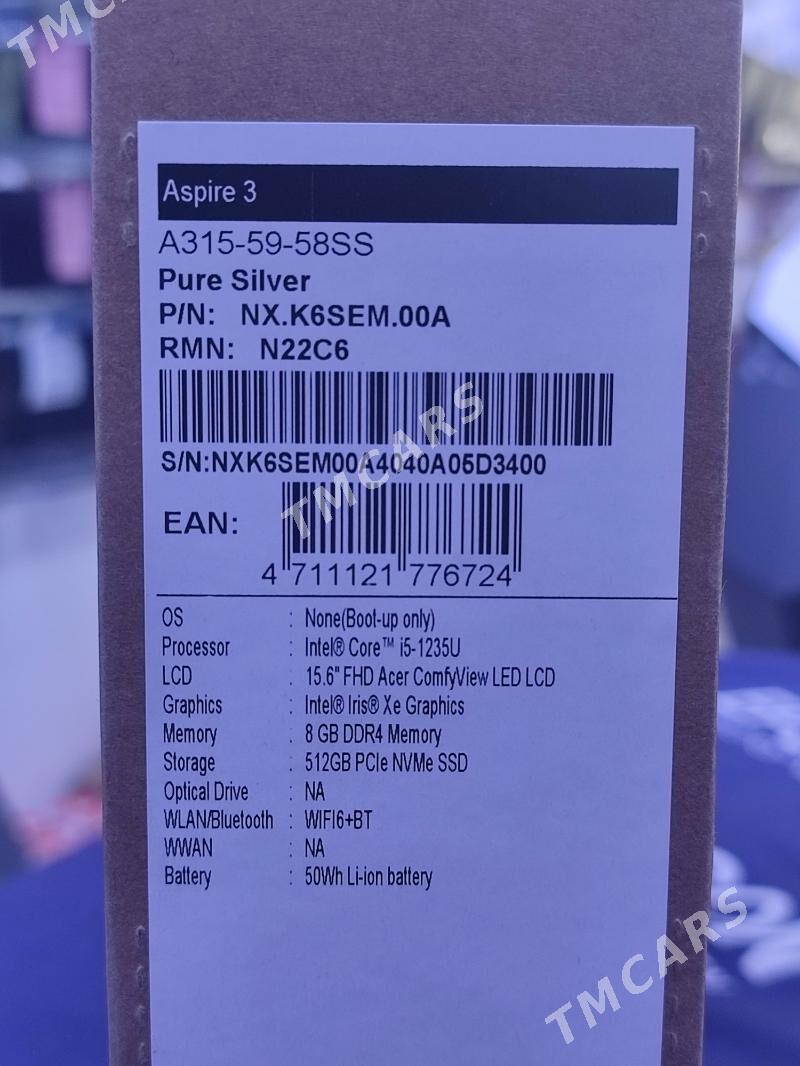 TMCARS
Aspire 3
A315-59-58SS
Pure Silver
P/N: NX.K6SEM.00A
RMN: N22C6
S/N:NXK6SEM00A4040A05D3400
TMCARS
EAN:
4 711121 776724
OS : None(Boot-up only)
Processor : Intel® Core™ i5-1235U
LCD : 15.6" FHD Acer ComfyView LED LCD
Graphics : Intel® Iris® Xe Graphics
Memory : 8 GB DDR4 Memory
Storage : 512GB PCIe NVMe SSD
Optical Drive : NA
WLAN/Bluetooth : WIFI6+BT
WWAN : NA
Battery : 50Wh Li-ion battery
TMCARS